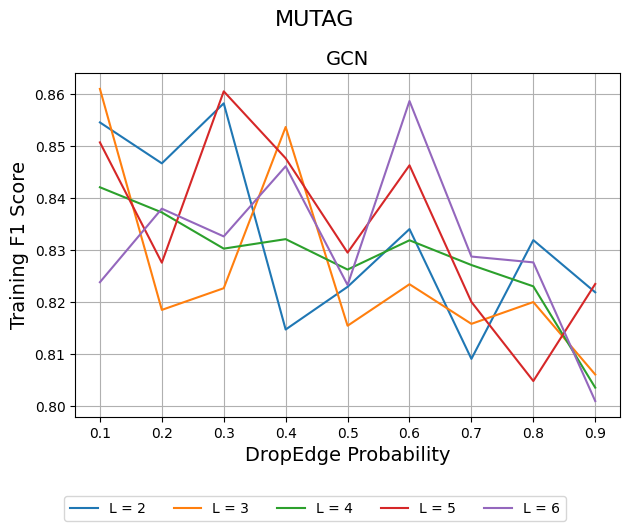 MUTAG
GCN
Training F1 Score
0.86
0.85
0.84
0.83
0.82
0.81
0.80
0.1 0.2 0.3 0.4 0.5 0.6 0.7 0.8 0.9
DropEdge Probability
L = 2 L = 3 L = 4 L = 5 L = 6